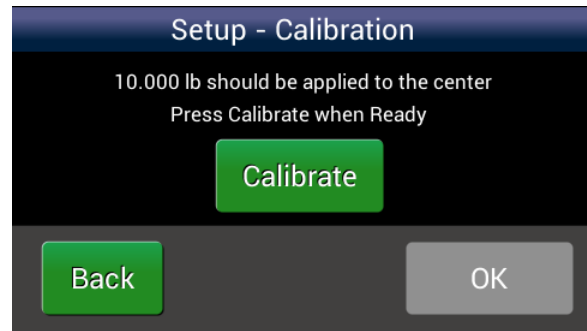 Setup - Calibration
10.000 lb should be applied to the center
Press Calibrate when Ready
Calibrate
Back
OK